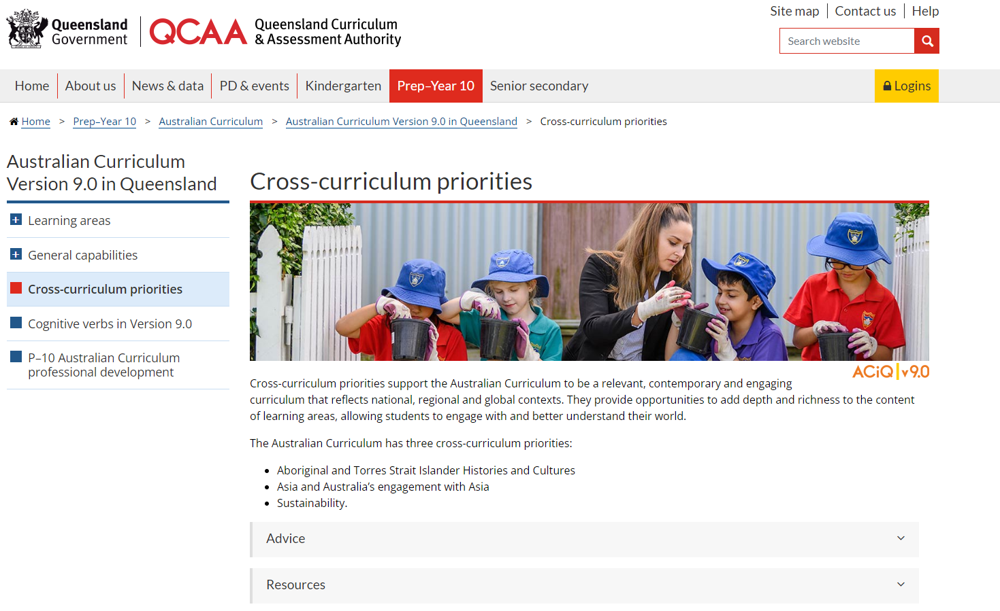 Site map
Contact us
Help
Queensland
Government
QCAA
Queensland Curriculum
& Assessment Authority
Search website
Home
About us
News & data
PD & events
Kindergarten
Prep–Year 10
Senior secondary
Logins
Home > Prep–Year 10 > Australian Curriculum > Australian Curriculum Version 9.0 in Queensland > Cross-curriculum priorities
Australian Curriculum
Version 9.0 in Queensland
Learning areas
General capabilities
Cross-curriculum priorities
Cognitive verbs in Version 9.0
P–10 Australian Curriculum
professional development
Cross-curriculum priorities
ACiQ|v9.0
Cross-curriculum priorities support the Australian Curriculum to be a relevant, contemporary and engaging
curriculum that reflects national, regional and global contexts. They provide opportunities to add depth and richness to the content
of learning areas, allowing students to engage with and better understand their world.
The Australian Curriculum has three cross-curriculum priorities:
• Aboriginal and Torres Strait Islander Histories and Cultures
• Asia and Australia’s engagement with Asia
• Sustainability.
Advice
Resources